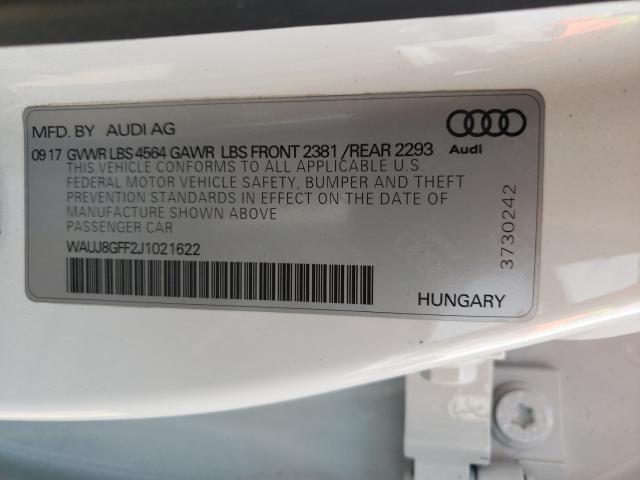 MFD. BY AUDI AG
09 17 GVWR LBS 4564 GAWR LBS FRONT 2381 /REAR 2293
Audi
THIS VEHICLE CONFORMS TO ALL APPLICABLE U.S.
FEDERAL MOTOR VEHICLE SAFETY, BUMPER AND THEFT
PREVENTION STANDARDS IN EFFECT ON THE DATE OF
MANUFACTURE SHOWN ABOVE
PASSENGER CAR
WAUJ8GFF2J1021622
HUNGARY
3730242